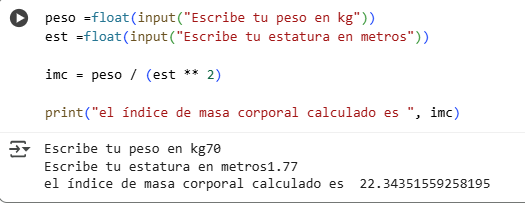 peso =float(input("Escribe tu peso en kg"))
est =float(input("Escribe tu estatura en metros"))
imc = peso / (est ** 2)
print("el índice de masa corporal calculado es ", imc)
Escribe tu peso en kg70
Escribe tu estatura en metros1.77
el índice de masa corporal calculado es  22.34351559258195